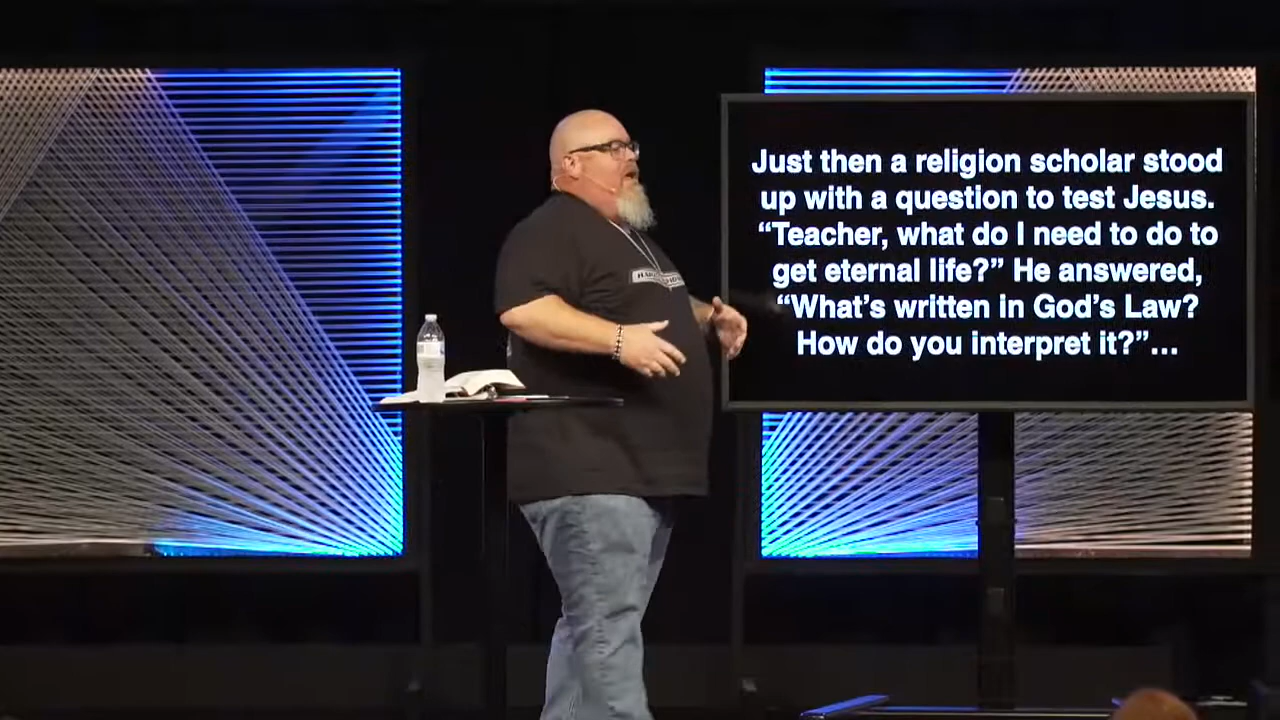 Just then a religion scholar stood
up with a question to test Jesus.
“Teacher, what do I need to do to
get eternal life?” He answered,
“What’s written in God’s Law?
How do you interpret it?”…